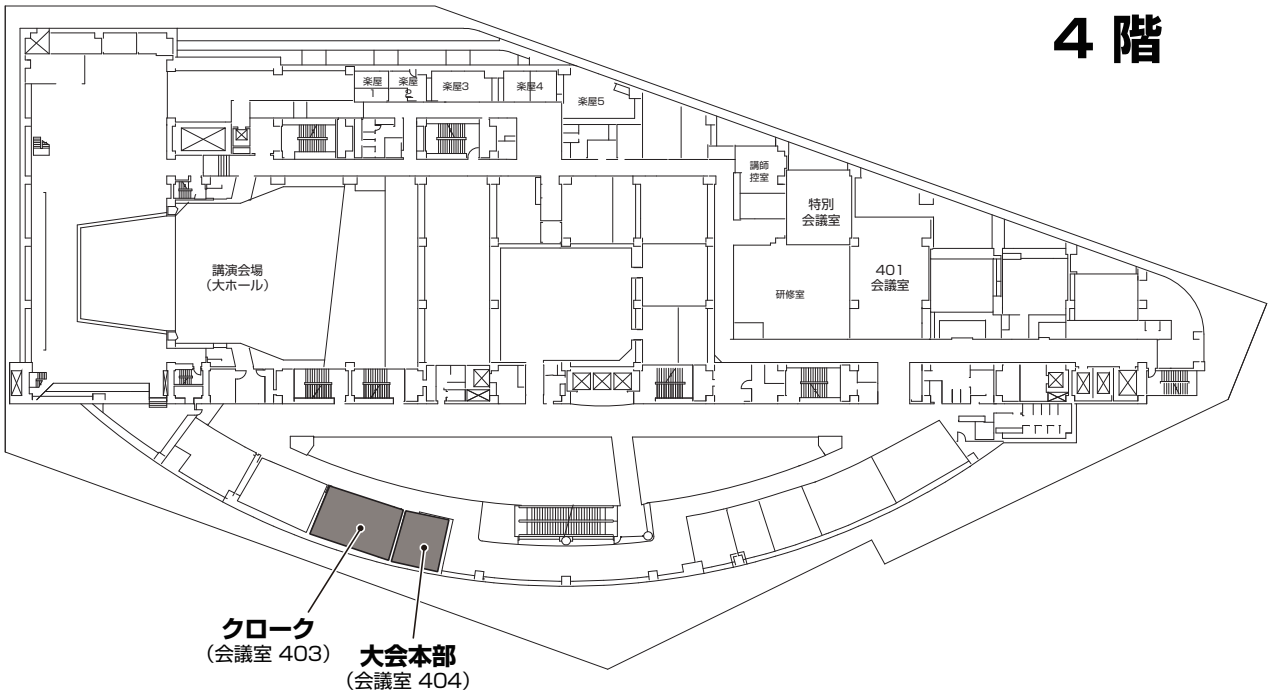 4 階
楽屋
楽屋
楽屋3
楽屋4
楽屋5
講師
控室
特別
会議室
講演会場
（大ホール）
401
会議室
研修室
クローク
（会議室 403）
大会本部
（会議室 404）